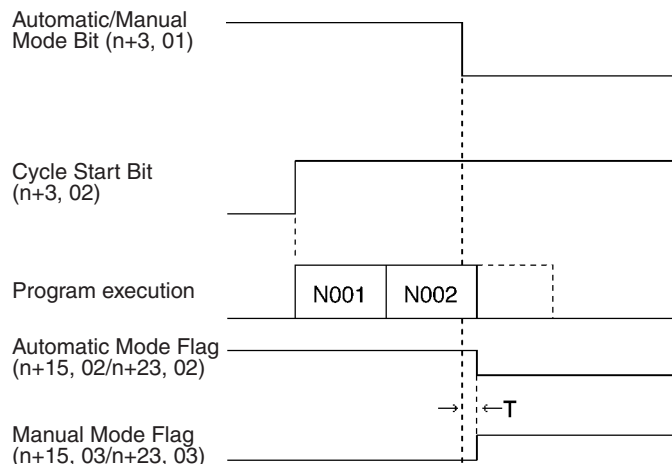 Automatic/Manual
Mode Bit (n+3, 01)
Cycle Start Bit
(n+3, 02)
Program execution
N001
N002
Automatic Mode Flag
(n+15, 02/n+23, 02)
T
Manual Mode Flag
(n+15, 03/n+23, 03)